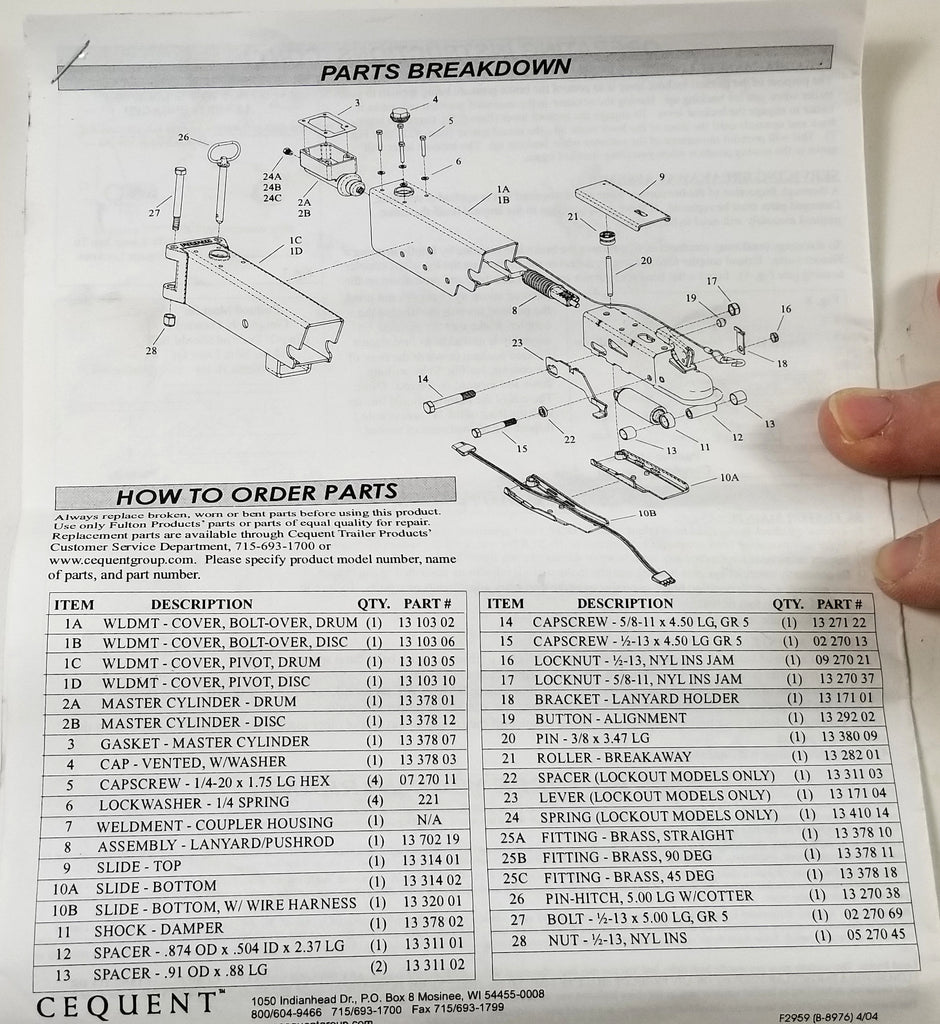 PARTS BREAKDOWN
3
4
5
26
24A
24B
24C
2A
2B
6
1A
1B
9
27
21
1C
1D
20
17
8
19
16
28
23
18
14
13
15
22
13
11
12
10A
10B
HOW TO ORDER PARTS
Always replace broken, worn or bent parts before using this product.
Use only Fulton Products' parts or parts of equal quality for repair.
Replacement parts are available through Cequent Trailer Products'
Customer Service Department, 715-693-1700 or
www.cequentgroup.com. Please specify product model number, name
of parts, and part number.
ITEM DESCRIPTION QTY. PART #
1A WLDMT - COVER, BOLT-OVER, DRUM (1) 13 103 02
1B WLDMT - COVER, BOLT-OVER, DISC (1) 13 103 06
1C WLDMT - COVER, PIVOT, DRUM (1) 13 103 05
1D WLDMT - COVER, PIVOT, DISC (1) 13 103 10
2A MASTER CYLINDER - DRUM (1) 13 378 01
2B MASTER CYLINDER - DISC (1) 13 378 12
3 GASKET - MASTER CYLINDER (1) 13 378 07
4 CAP - VENTED, W/WASHER (1) 13 378 03
5 CAPSCREW - 1/4-20 x 1.75 LG HEX (4) 07 270 11
6 LOCKWASHER - 1/4 SPRING (4) 221
7 WELDMENT - COUPLER HOUSING (1) N/A
8 ASSEMBLY - LANYARD/PUSHROD (1) 13 702 19
9 SLIDE - TOP (1) 13 314 01
10A SLIDE - BOTTOM (1) 13 314 02
10B SLIDE - BOTTOM, W/ WIRE HARNESS (1) 13 320 01
11 SHOCK - DAMPER (1) 13 378 02
12 SPACER - .874 OD x .504 ID x 2.37 LG (1) 13 311 01
13 SPACER - .91 OD x .88 LG (2) 13 311 02
ITEM DESCRIPTION QTY. PART #
14 CAPSCREW - 5/8-11 x 4.50 LG, GR 5 (1) 13 271 22
15 CAPSCREW - ½-13 x 4.50 LG GR 5 (1) 02 270 13
16 LOCKNUT - ½-13, NYL INS JAM (1) 09 270 21
17 LOCKNUT - 5/8-11, NYL INS JAM (1) 13 270 37
18 BRACKET - LANYARD HOLDER (1) 13 171 01
19 BUTTON - ALIGNMENT (1) 13 292 02
20 PIN - 3/8 x 3.47 LG (1) 13 380 09
21 ROLLER - BREAKAWAY (1) 13 282 01
22 SPACER (LOCKOUT MODELS ONLY) (1) 13 311 03
23 LEVER (LOCKOUT MODELS ONLY) (1) 13 171 04
24 SPRING (LOCKOUT MODELS ONLY) (1) 13 410 14
25A FITTING - BRASS, STRAIGHT (1) 13 378 10
25B FITTING - BRASS, 90 DEG (1) 13 378 11
25C FITTING - BRASS, 45 DEG (1) 13 378 18
26 PIN-HITCH, 5.00 LG W/COTTER (1) 13 270 38
27 BOLT - ½-13 x 5.00 LG, GR 5 (1) 02 270 69
28 NUT - ½-13, NYL INS (1) 05 270 45
CEQUENT™
1050 Indianhead Dr., P.O. Box 8 Mosinee, WI 54455-0008
800/604-9466 715/693-1700 Fax 715/693-1799
F2959 (B-8976) 4/04